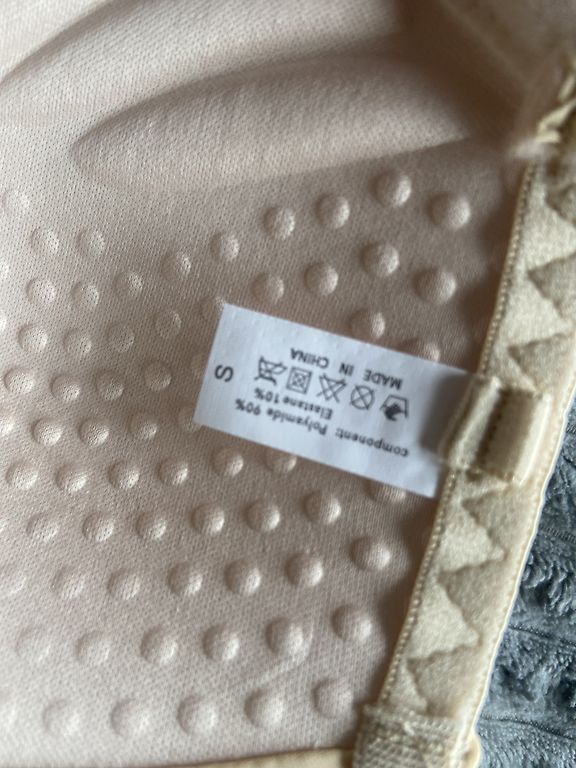 component: Polyamide 90%
Elastane 10%
MADE IN CHINA
S